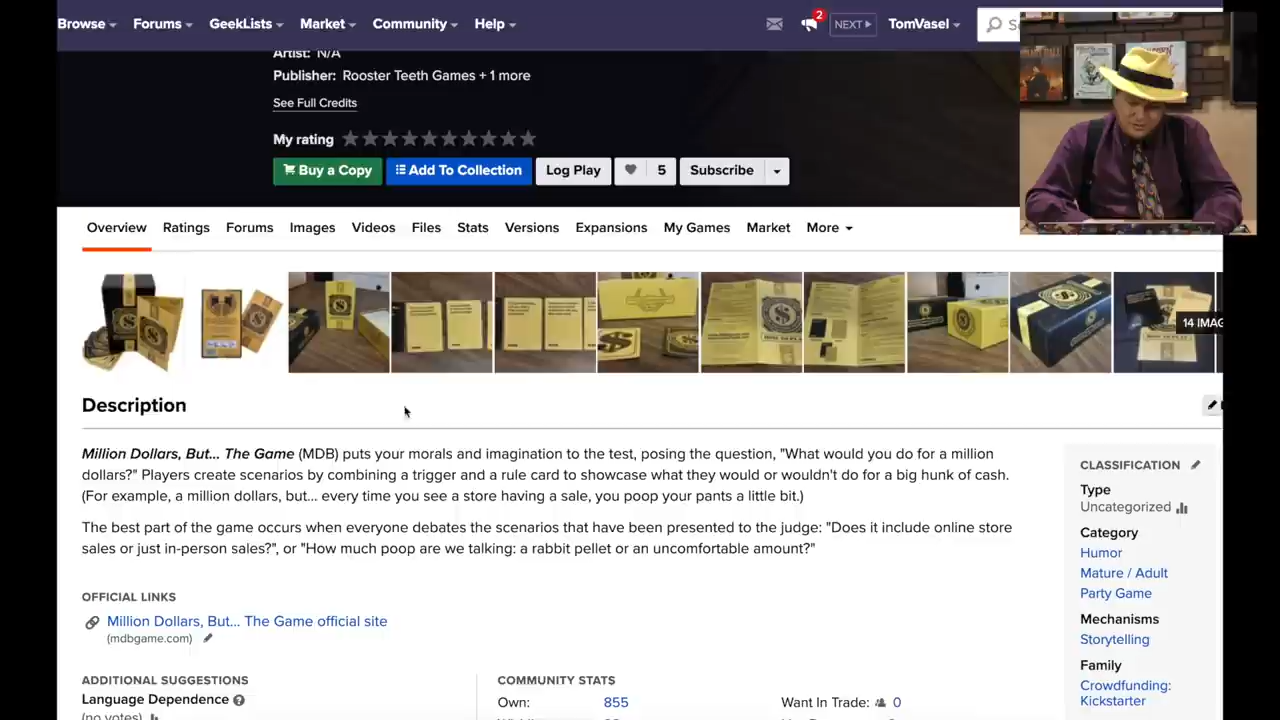 Browse Forums GeekLists Market Community Help 2 NEXT TomVasel
Artist: N/A
Publisher: Rooster Teeth Games + 1 more
See Full Credits
My rating
Buy a Copy Add To Collection Log Play 5 Subscribe
Overview Ratings Forums Images Videos Files Stats Versions Expansions My Games Market More
14 IMAG
Description
Million Dollars, But... The Game (MDB) puts your morals and imagination to the test, posing the question, "What would you do for a million
dollars?" Players create scenarios by combining a trigger and a rule card to showcase what they would or wouldn't do for a big hunk of cash.
(For example, a million dollars, but... every time you see a store having a sale, you poop your pants a little bit.)
The best part of the game occurs when everyone debates the scenarios that have been presented to the judge: "Does it include online store
sales or just in-person sales?", or "How much poop are we talking: a rabbit pellet or an uncomfortable amount?"
OFFICIAL LINKS
Million Dollars, But... The Game official site
(mdbgame.com)
ADDITIONAL SUGGESTIONS
Language Dependence
(no votes)
COMMUNITY STATS
Own: 855 Want In Trade: 0
CLASSIFICATION
Type
Uncategorized
Category
Humor
Mature / Adult
Party Game
Mechanisms
Storytelling
Family
Crowdfunding:
Kickstarter